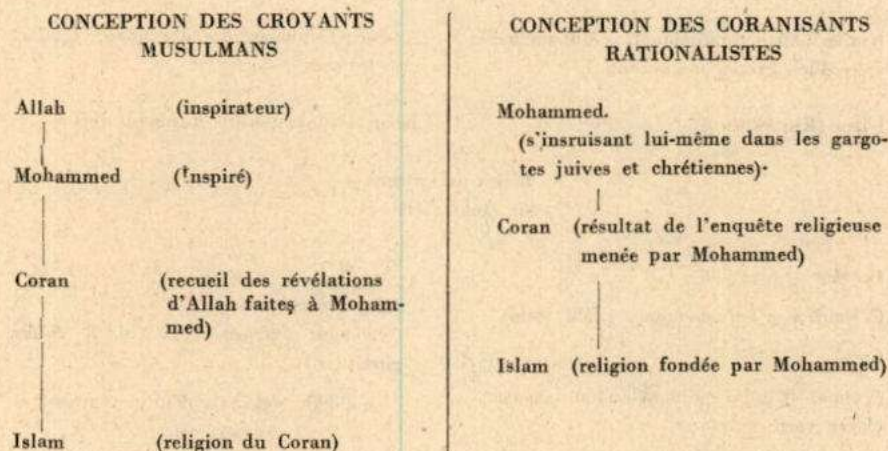 CONCEPTION DES CROYANTS
MUSULMANS
Allah (inspirateur)
Mohammed (inspiré)
Coran (recueil des révélations
d'Allah faites à Moham-
med)
Islam (religion du Coran)
CONCEPTION DES CORANISANTS
RATIONALISTES
Mohammed.
(s'insruisant lui-même dans les gargo-
tes juives et chrétiennes).
Coran (résultat de l'enquête religieuse
menée par Mohammed)
Islam (religion fondée par Mohammed)